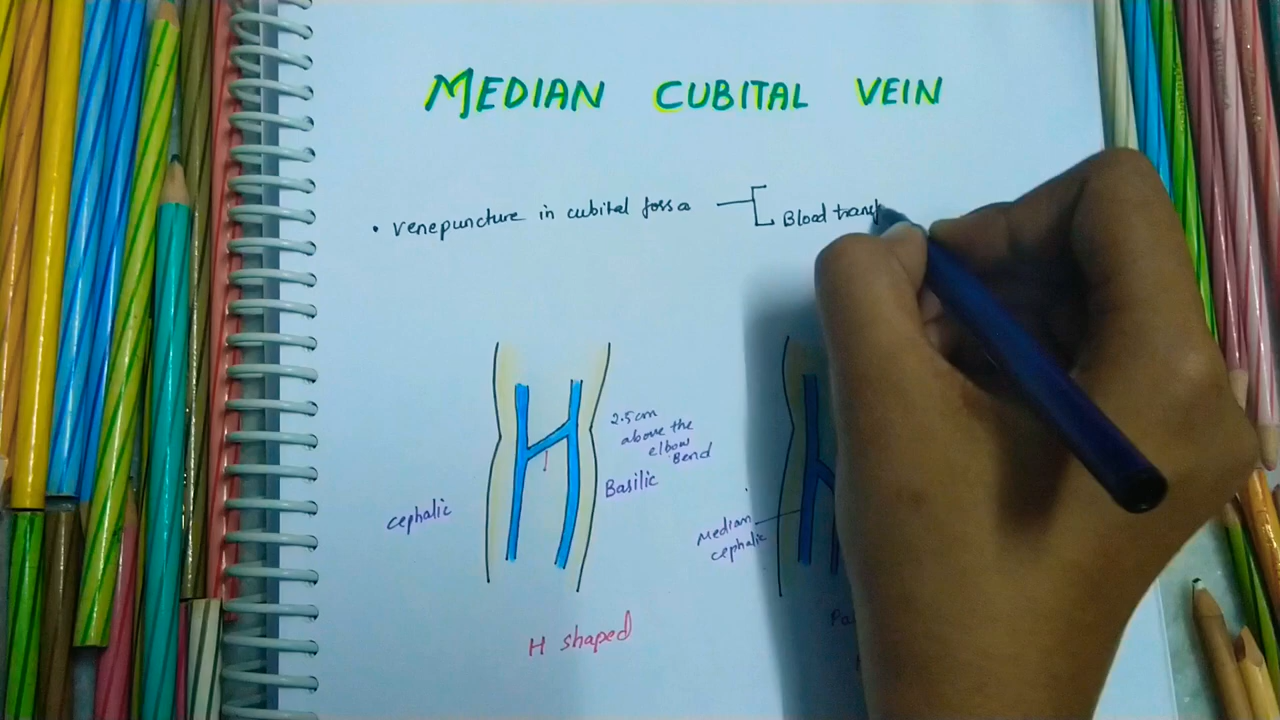 MEDIAN CUBITAL VEIN
• venepuncture in cubital fossa
Blood transf
2.5cm
above the
elbow
Bend
Basilic
cephalic
Median
cephalic
H shaped